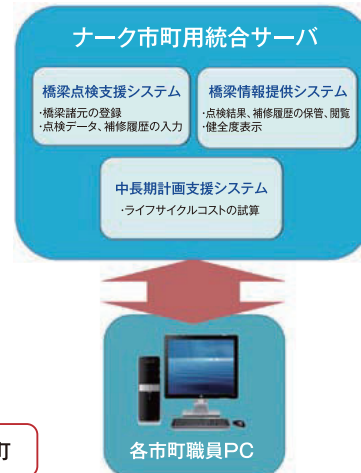 ナーク市町用統合サーバ
橋梁点検支援システム
・橋梁諸元の登録
・点検データ、補修履歴の入力
橋梁情報提供システム
・点検結果、補修履歴の保管、閲覧
・健全度表示
中長期計画支援システム
・ライフサイクルコストの試算
町
各市町職員PC